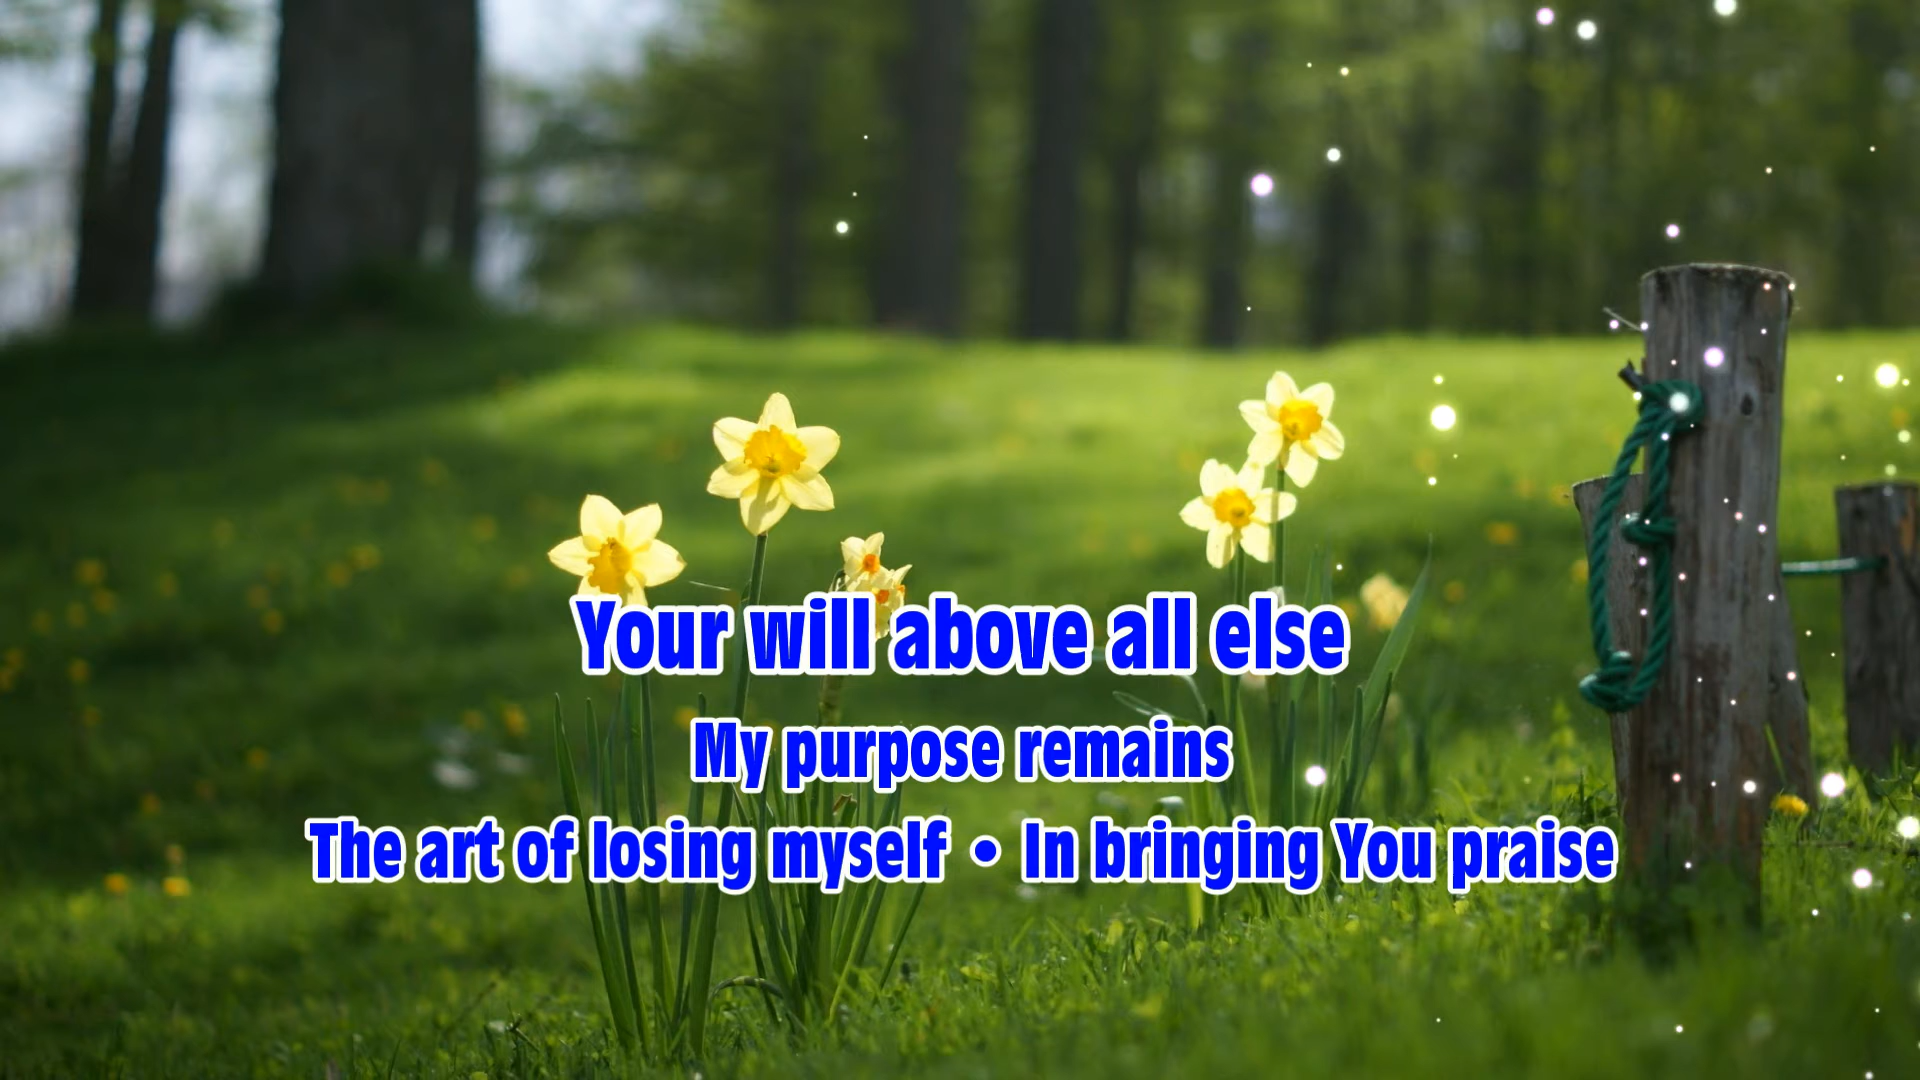 Your will above all else
My purpose remains
The art of losing myself • In bringing You praise